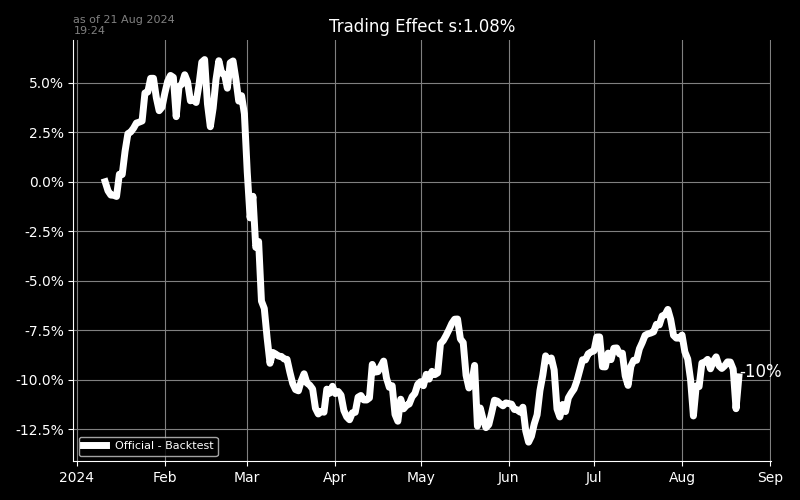 as of 21 Aug 2024
19:24
Trading Effect s:1.08%
5.0%
2.5%
0.0%
-2.5%
-5.0%
-7.5%
-10.0%
-12.5%
-10%
Official - Backtest
2024 Feb Mar Apr May Jun Jul Aug Sep